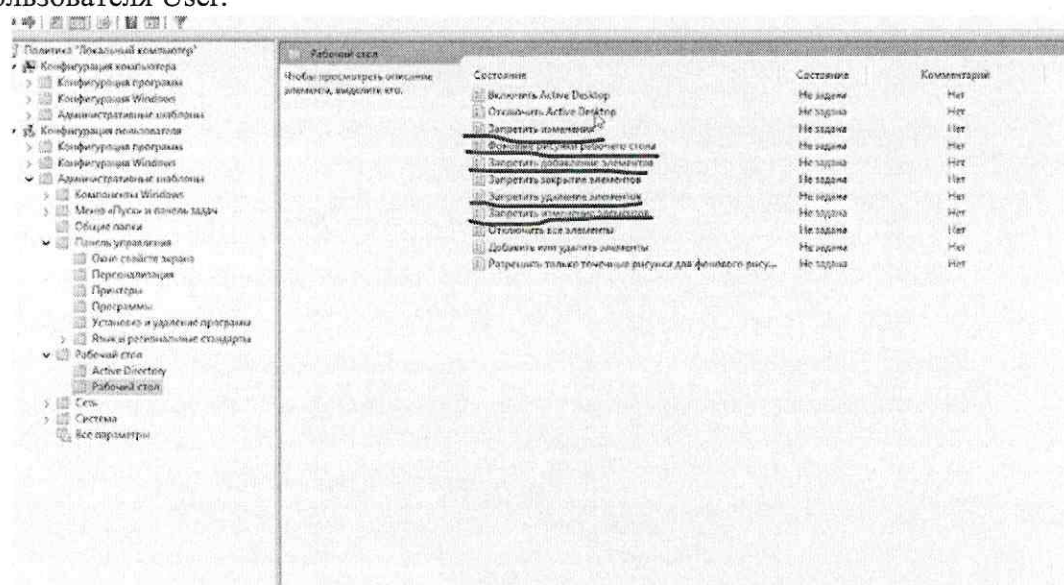 ользователя User.
Политика "Локальный компьютер"
Конфигурация компьютера
Конфигурация программ
Конфигурация Windows
Административные шаблоны
Конфигурация пользователя
Конфигурация программ
Конфигурация Windows
Административные шаблоны
Компоненты Windows
Меню «Пуск» и панель задач
Общие папки
Панель управления
Окно свойств экрана
Персонализация
Принтеры
Программы
Установка и удаление программ
Язык и региональные стандарты
Рабочий стол
Active Directory
Рабочий стол
Сеть
Система
Все параметры
Рабочий стол
Чтобы просмотреть описание
элемента, выделите его.
Состояние Состояние Комментарий
Включить Active Desktop Не задана Нет
Отключить Active Desktop Не задана Нет
Запретить изменения Не задана Нет
Фоновые рисунки рабочего стола Не задана Нет
Запретить добавление элементов Не задана Нет
Запретить закрытие элементов Не задана Нет
Запретить удаление элементов Не задана Нет
Запретить изменение элементов Не задана Нет
Отключить все элементы Не задана Нет
Добавить или удалить элементы Не задана Нет
Разрешить только точечные рисунки для фонового рису... Не задана Нет